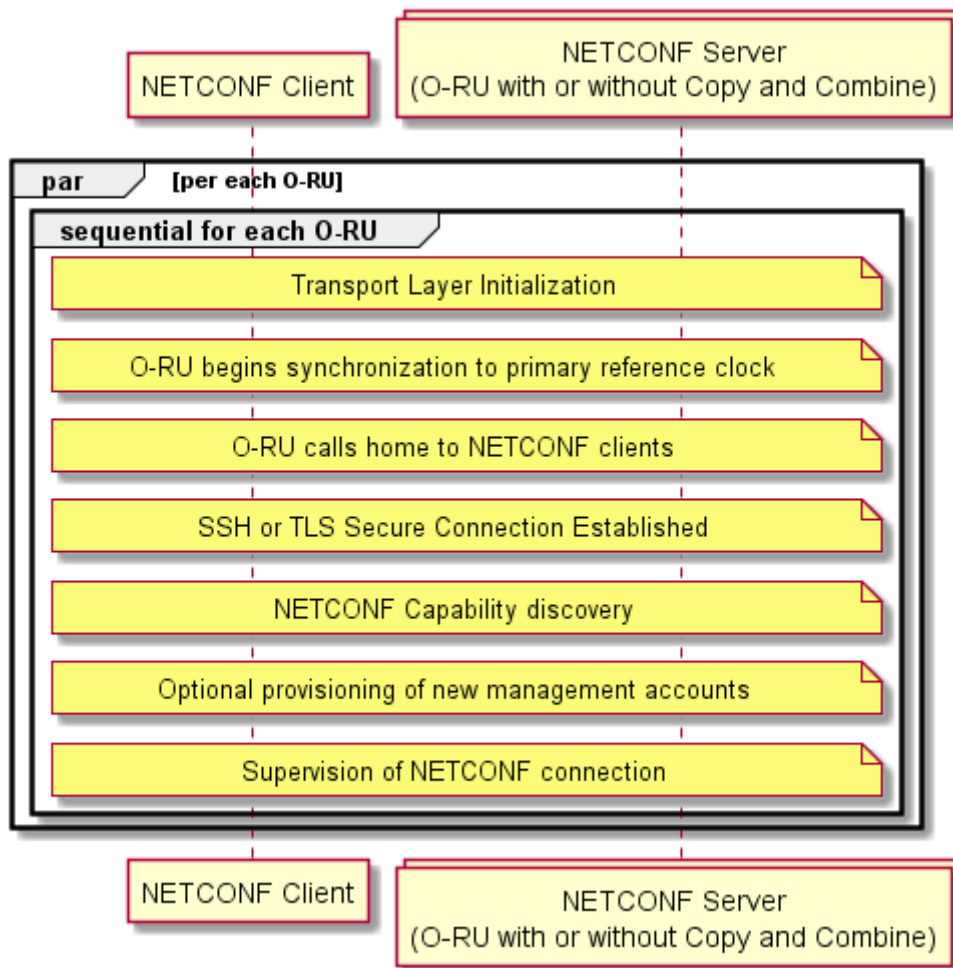 NETCONF Client
NETCONF Server
(O-RU with or without Copy and Combine)
par [per each O-RU]
sequential for each O-RU
Transport Layer Initialization
O-RU begins synchronization to primary reference clock
O-RU calls home to NETCONF clients
SSH or TLS Secure Connection Established
NETCONF Capability discovery
Optional provisioning of new management accounts
Supervision of NETCONF connection
NETCONF Client
NETCONF Server
(O-RU with or without Copy and Combine)